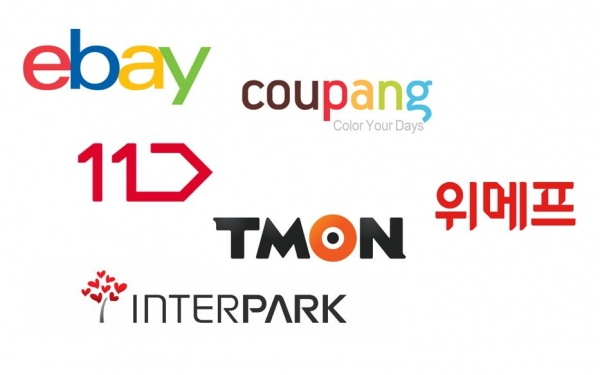 ebay
coupang
Color Your Days
11
위메프
TMON
INTERPARK